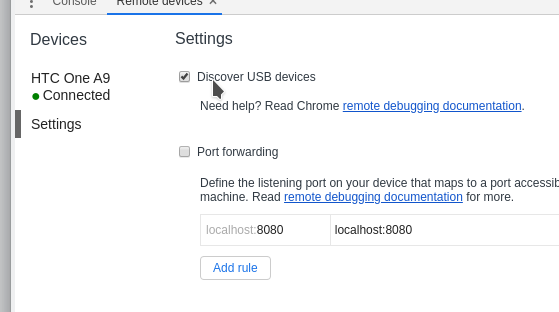 Console Remote devices ×
Devices
Settings
HTC One A9
Connected
Settings
Discover USB devices
Need help? Read Chrome remote debugging documentation.
Port forwarding
Define the listening port on your device that maps to a port
machine. Read remote debugging documentation for more.
localhost:8080 localhost:8080
Add rule